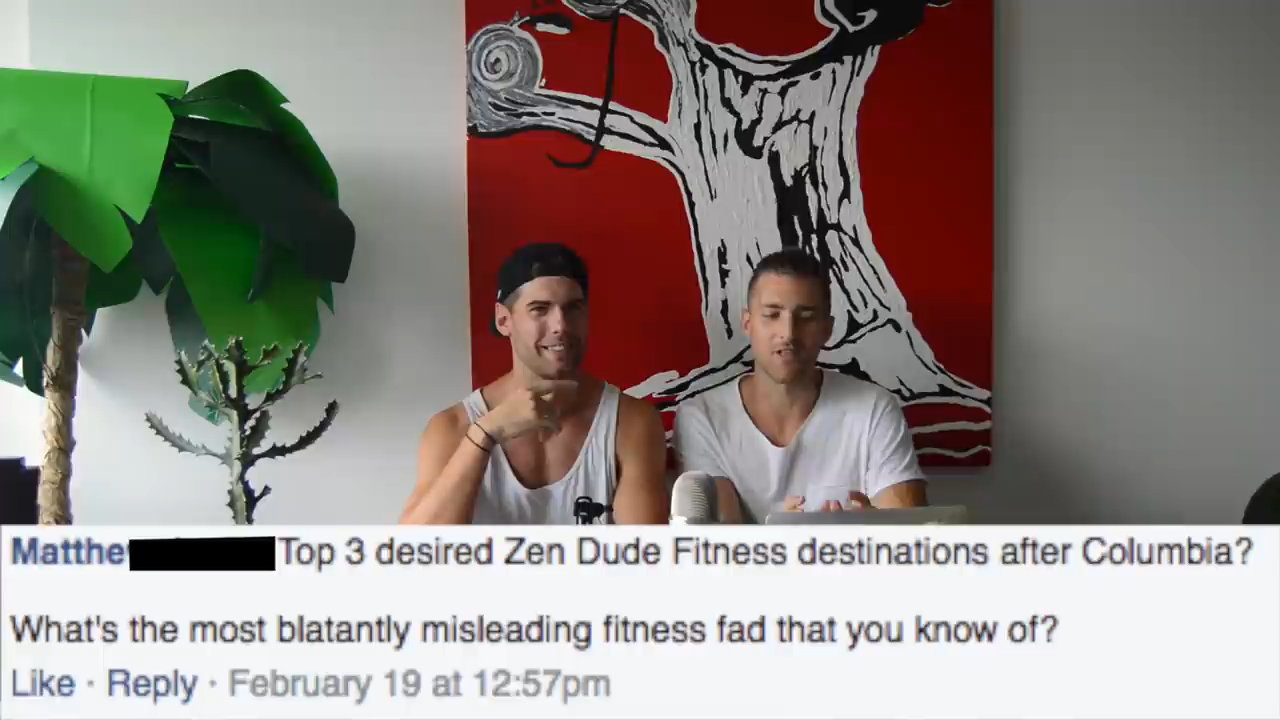 Matthe Top 3 desired Zen Dude Fitness destinations after Columbia?
What's the most blatantly misleading fitness fad that you know of?
Like · Reply · February 19 at 12:57pm